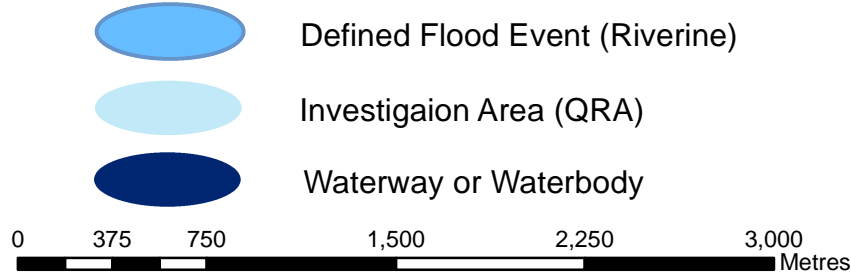 Defined Flood Event (Riverine)
Investigaion Area (QRA)
Waterway or Waterbody
0 375 750 1,500 2,250 3,000
Metres